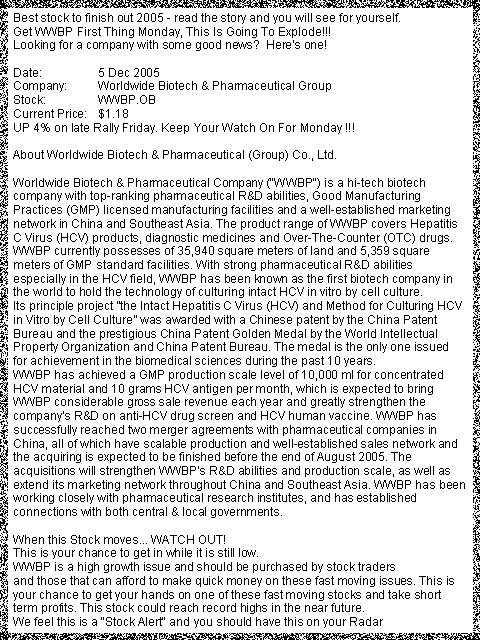 Best stock to finish out 2005 - read the story and you will see for yourself.
Get WWBP First Thing Monday, This Is Going To Explode!!!
Looking for a company with some good news? Here's one!
Date: 5 Dec 2005
Company: Worldwide Biotech & Pharmaceutical Group
Stock: WWBP.OB
Current Price: $1.18
UP 4% on late Rally Friday. Keep Your Watch On For Monday !!!
About Worldwide Biotech & Pharmaceutical (Group) Co., Ltd.
Worldwide Biotech & Pharmaceutical Company ("WWBP") is a hi-tech biotech
company with top-ranking pharmaceutical R&D abilities, Good Manufacturing
Practices (GMP) licensed manufacturing facilities and a well-established marketing
network in China and Southeast Asia. The product range of WWBP covers Hepatitis
C Virus (HCV) products, diagnostic medicines and Over-The-Counter (OTC) drugs.
WWBP currently possesses of 35,940 square meters of land and 5,359 square
meters of GMP standard facilities. With strong pharmaceutical R&D abilities
especially in the HCV field, WWBP has been known as the first biotech company in
the world to hold the technology of culturing intact HCV in vitro by cell culture.
Its principle project "the Intact Hepatitis C Virus (HCV) and Method for Culturing HCV
in Vitro by Cell Culture" was awarded with a Chinese patent by the China Patent
Bureau and the prestigious China Patent Golden Medal by the World Intellectual
Property Organization and China Patent Bureau. The medal is the only one issued
for achievement in the biomedical sciences during the past 10 years.
WWBP has achieved a GMP production scale level of 10,000 ml for concentrated
HCV material and 10 grams HCV antigen per month, which is expected to bring
WWBP considerable gross sale revenue each year and greatly strengthen the
company's R&D on anti-HCV drug screen and HCV human vaccine. WWBP has
successfully reached two merger agreements with pharmaceutical companies in
China, all of which have scalable production and well-established sales network and
the acquiring is expected to be finished before the end of August 2005. The
acquisitions will strengthen WWBP's R&D abilities and production scale, as well as
extend its marketing network throughout China and Southeast Asia. WWBP has been
working closely with pharmaceutical research institutes, and has established
connections with both central & local governments.
When this Stock moves... WATCH OUT!
This is your chance to get in while it is still low.
WWBP is a high growth issue and should be purchased by stock traders
and those that can afford to make quick money on these fast moving issues. This is
your chance to get your hands on one of these fast moving stocks and take short
term profits. This stock could reach record highs in the near future.
We feel this is a "Stock Alert" and you should have this on your Radar